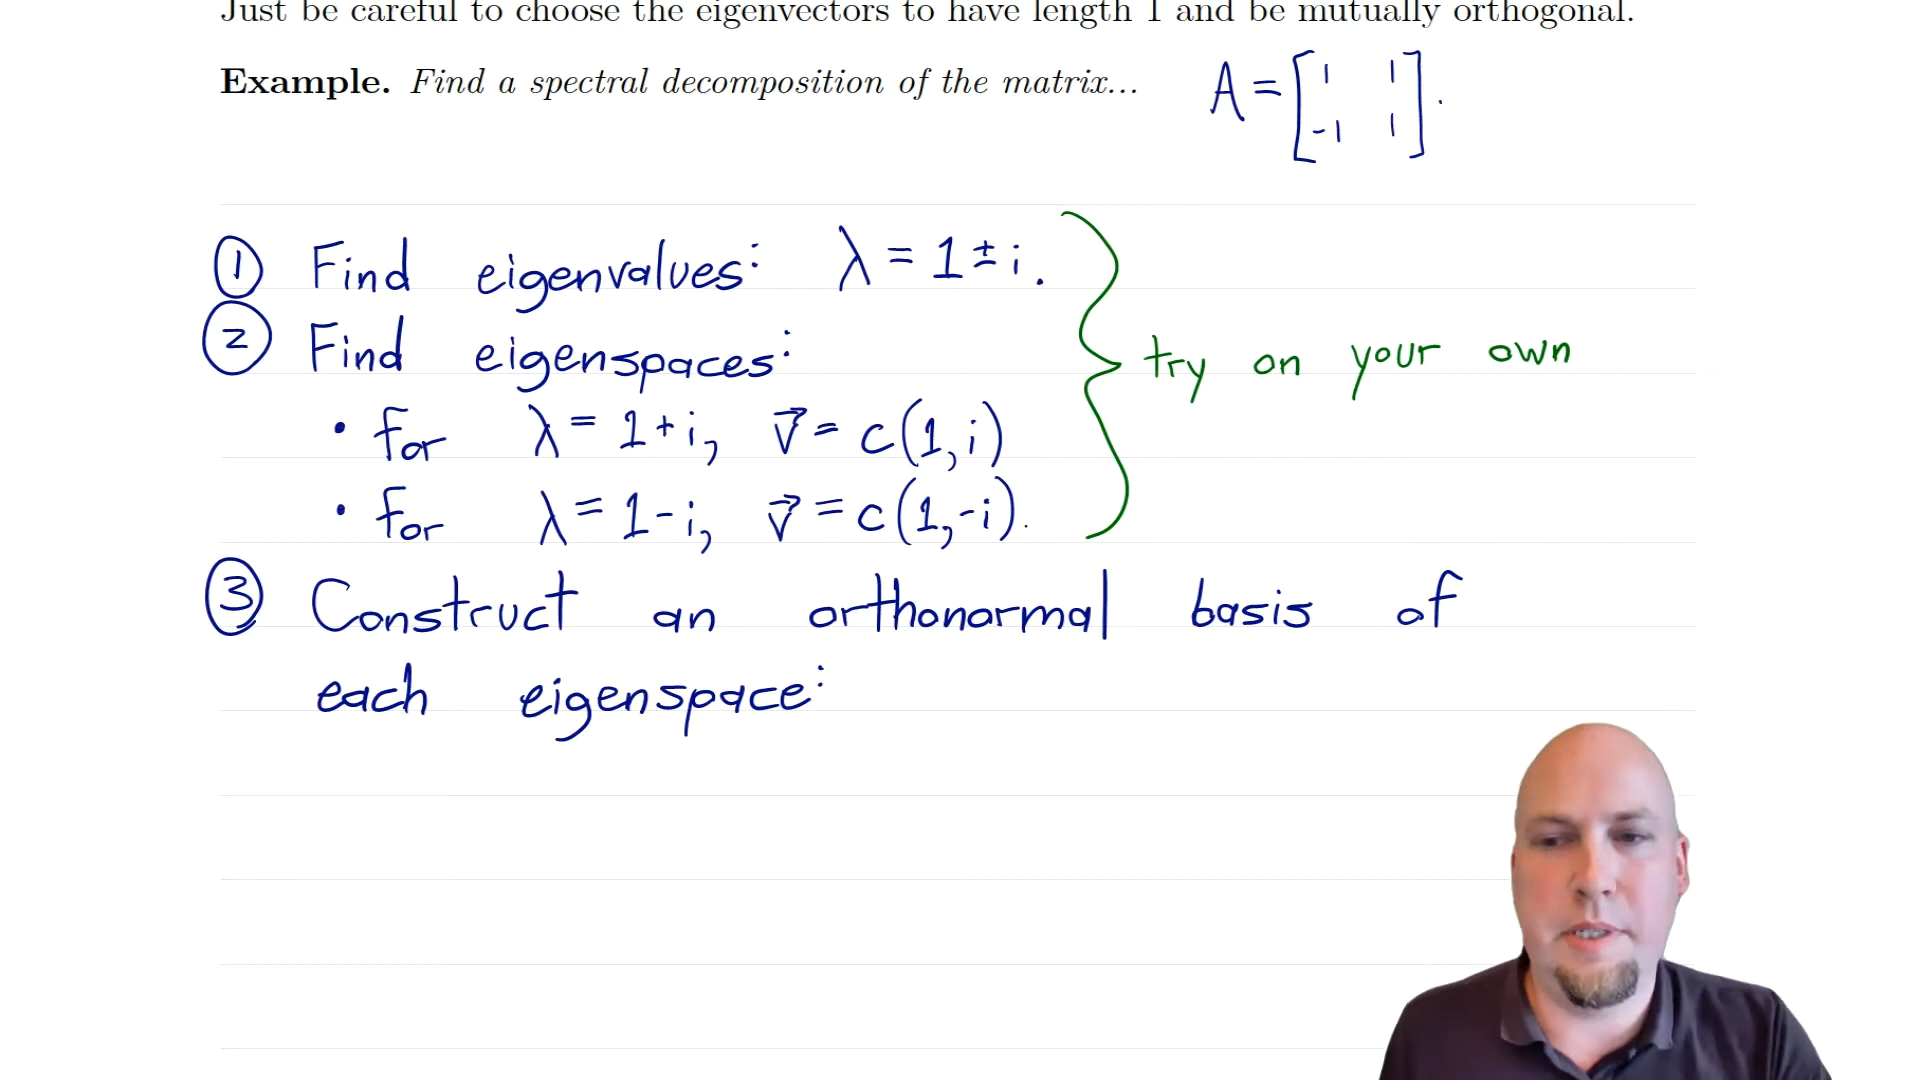 Just be careful to choose the eigenvectors to have length 1 and be mutually orthogonal.
Example. Find a spectral decomposition of the matrix... A = [1 1; -1 1].
① Find eigenvalues: λ = 1 ± i.
② Find eigenspaces:
try on your own
• for λ = 1 + i, v⃗ = c(1, i)
• for λ = 1 - i, v⃗ = c(1, -i).
③ Construct an orthonormal basis of
each eigenspace: